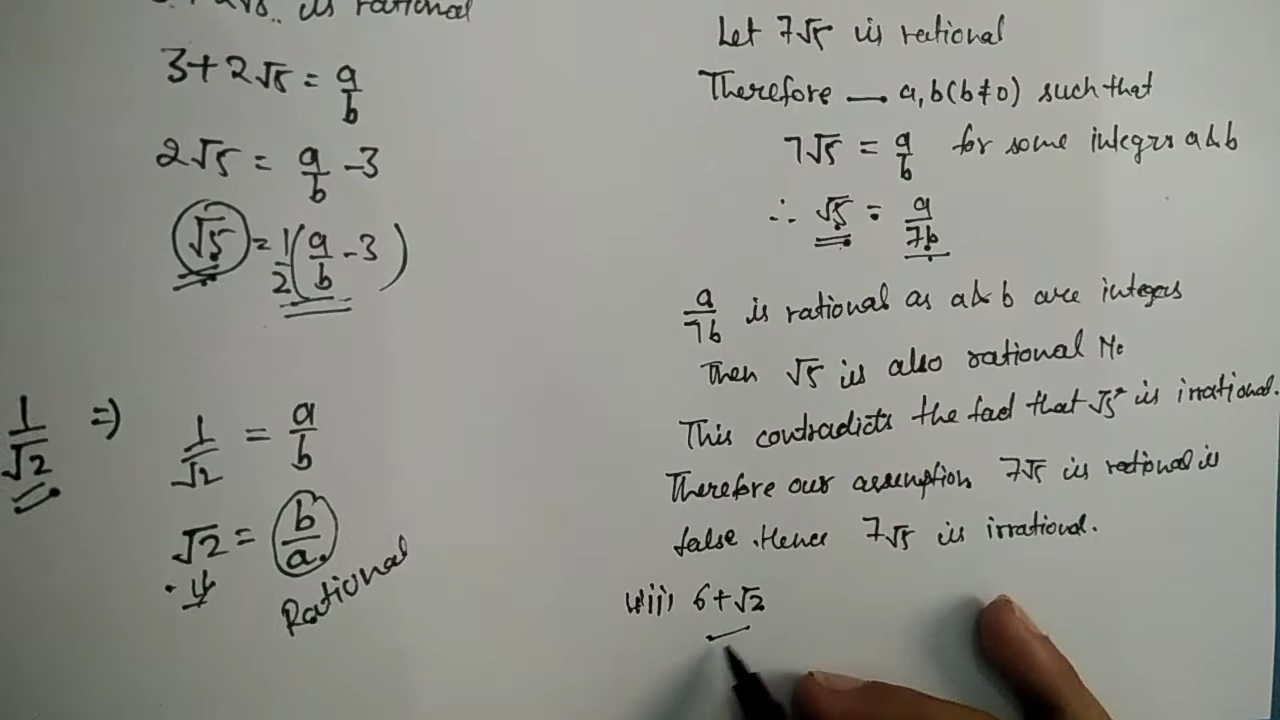 is rational
3+2√5 = a/b
2√5 = a/b -3
√5 = 1/2(a/b -3)
1/√2 => 1/√2 = a/b
√2 = b/a
Rational
Let 7√5 is rational
Therefore — a, b(b≠0) such that
7√5 = a/b for some integers a & b
∴ √5 = a/7b
a/7b is rational as a & b are integers
Then √5 is also rational No
This contradicts the fact that √5 is irrational.
Therefore our assumption 7√5 is rational is
false. Hence 7√5 is irrational.
6+√2